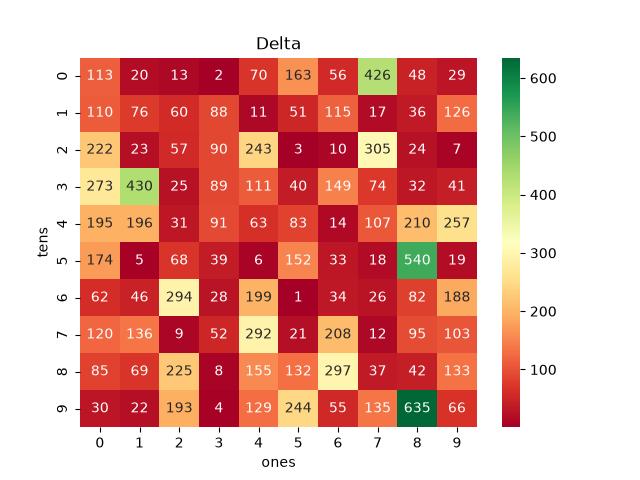 Delta
0 113 20 13 2 70 163 56 426 48 29
1 110 76 60 88 11 51 115 17 36 126
2 222 23 57 90 243 3 10 305 24 7
3 273 430 25 89 111 40 149 74 32 41
4 195 196 31 91 63 83 14 107 210 257
5 174 5 68 39 6 152 33 18 540 19
6 62 46 294 28 199 1 34 26 82 188
7 120 136 9 52 292 21 208 12 95 103
8 85 69 225 8 155 132 297 37 42 133
9 30 22 193 4 129 244 55 135 635 66
0 1 2 3 4 5 6 7 8 9
ones
tens
600
500
400
300
200
100